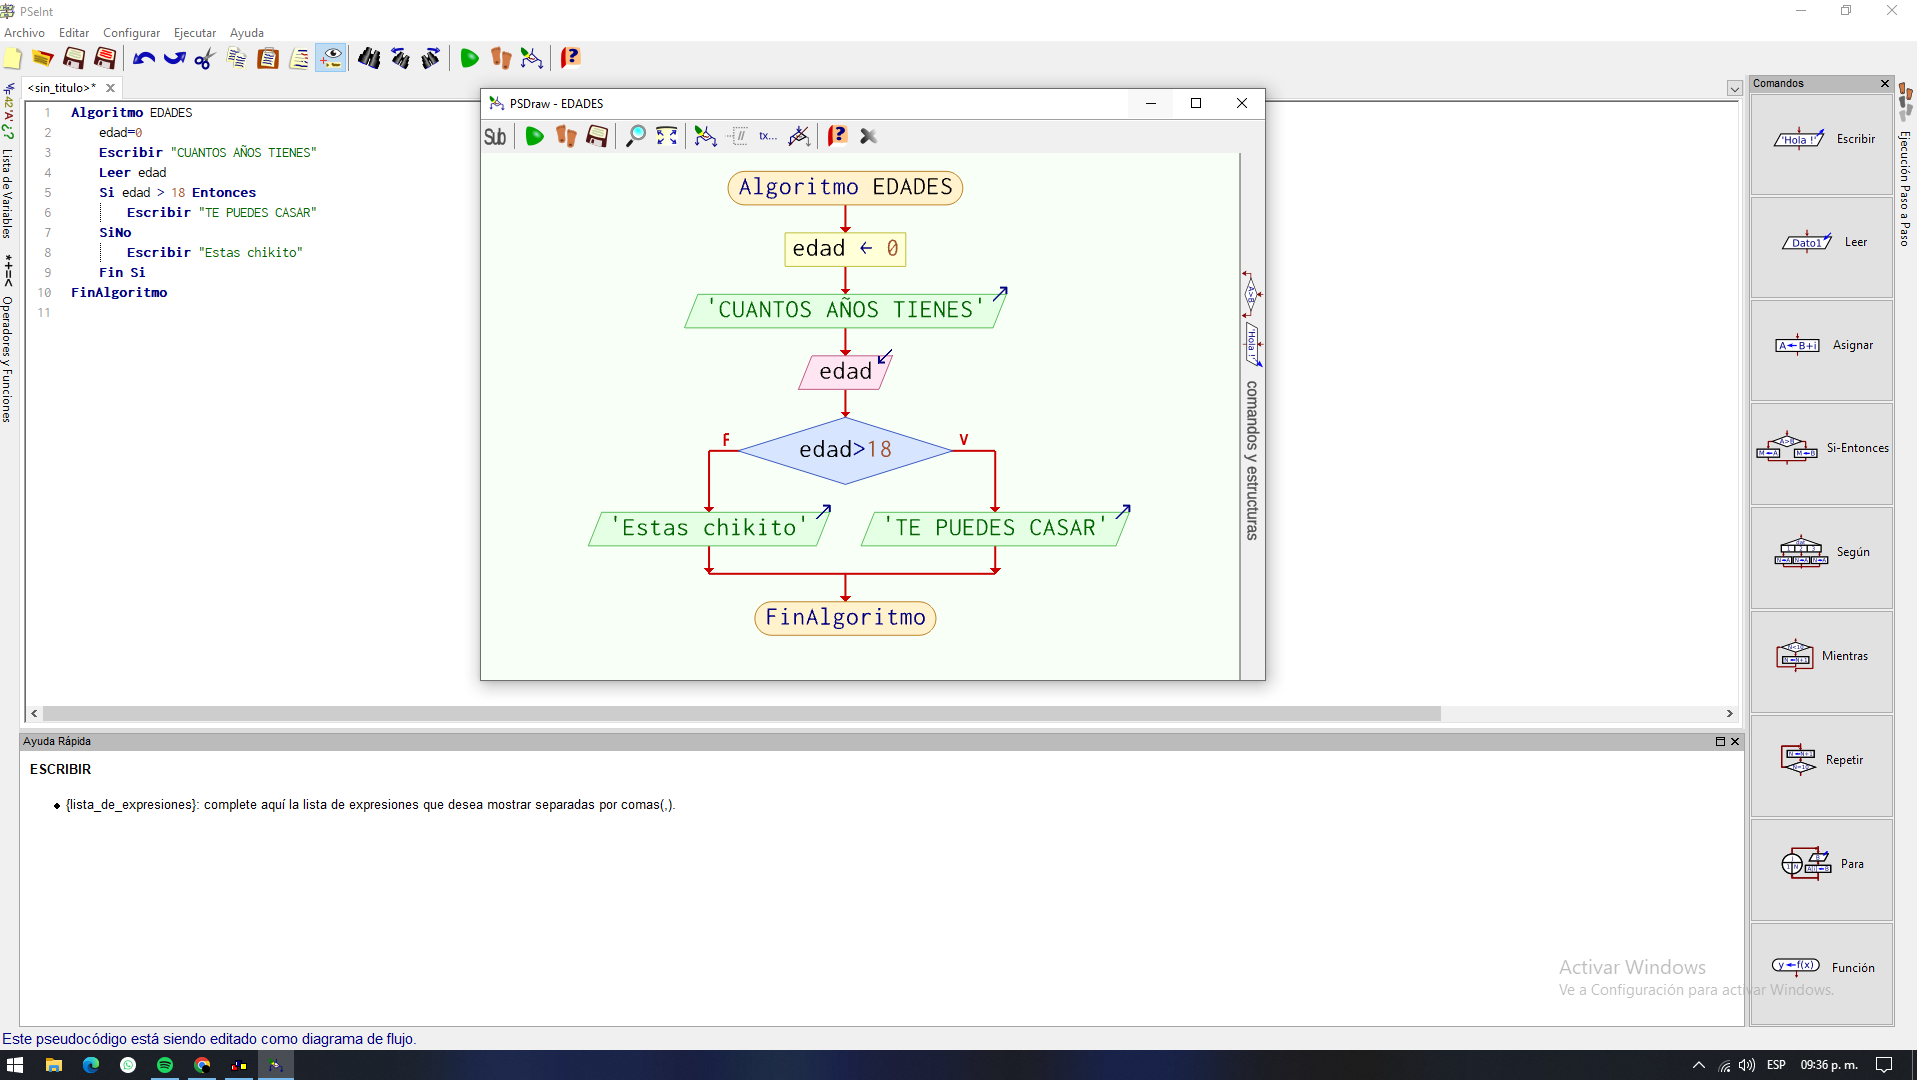 PSeInt
Archivo Editar Configurar Ejecutar Ayuda
<sin_titulo>*
Lista de Variables
*+=< Operadores y Funciones
1 Algoritmo EDADES
2 edad=0
3 Escribir "CUANTOS AÑOS TIENES"
4 Leer edad
5 Si edad > 18 Entonces
6 Escribir "TE PUEDES CASAR"
7 SiNo
8 Escribir "Estas chikito"
9 Fin Si
10 FinAlgoritmo
11
PSDraw - EDADES
Sub
tx...
Algoritmo EDADES
edad ← 0
'CUANTOS AÑOS TIENES'
edad
edad>18
F
V
'Estas chikito'
'TE PUEDES CASAR'
FinAlgoritmo
A>B
'Hola !'
comandos y estructuras
Comandos
'Hola !' Escribir
Dato1 Leer
A←B+i Asignar
Si-Entonces
Según
Mientras
Repetir
Para
y←f(x) Función
Ejecución Paso a Paso
Ayuda Rápida
ESCRIBIR
{lista_de_expresiones}: complete aquí la lista de expresiones que desea mostrar separadas por comas(,).
Activar Windows
Ve a Configuración para activar Windows.
Este pseudocódigo está siendo editado como diagrama de flujo.
ESP
09:36 p. m.